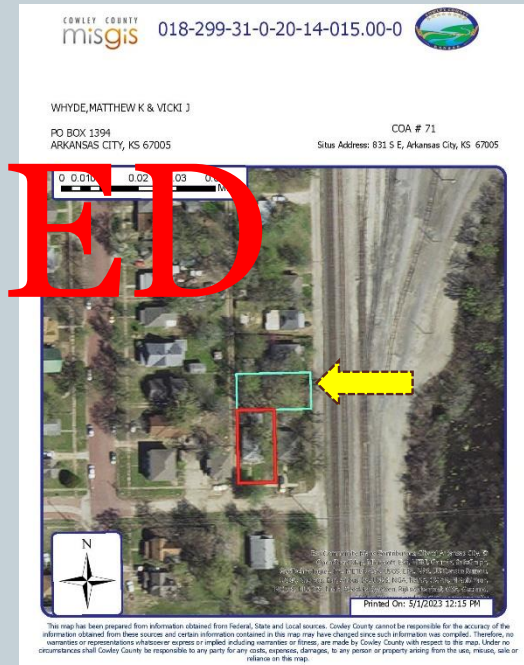 COWLEY COUNTY
misgis
018-299-31-0-20-14-015.00-0
WHYDE,MATTHEW K & VICKI J
PO BOX 1394
ARKANSAS CITY, KS 67005
COA # 71
Situs Address: 831 S E, Arkansas City, KS 67005
ED
0 0.01 0.02 03
N
Printed On: 5/1/2023 12:15 PM
This map has been prepared from information obtained from Federal, State and Local sources. Cowley County cannot be responsible for the accuracy of the
information obtained from these sources and certain information contained in this map may have changed since such information was compiled. Therefore, no
warranties or representations whatsoever express or implied including warranties or fitness, are made by Cowley County with respect to this map. Under no
circumstances shall Cowley County be responsible to any party for any costs, expenses, damages, to any person or property arising from the use, misuse, sale or
reliance on this map.